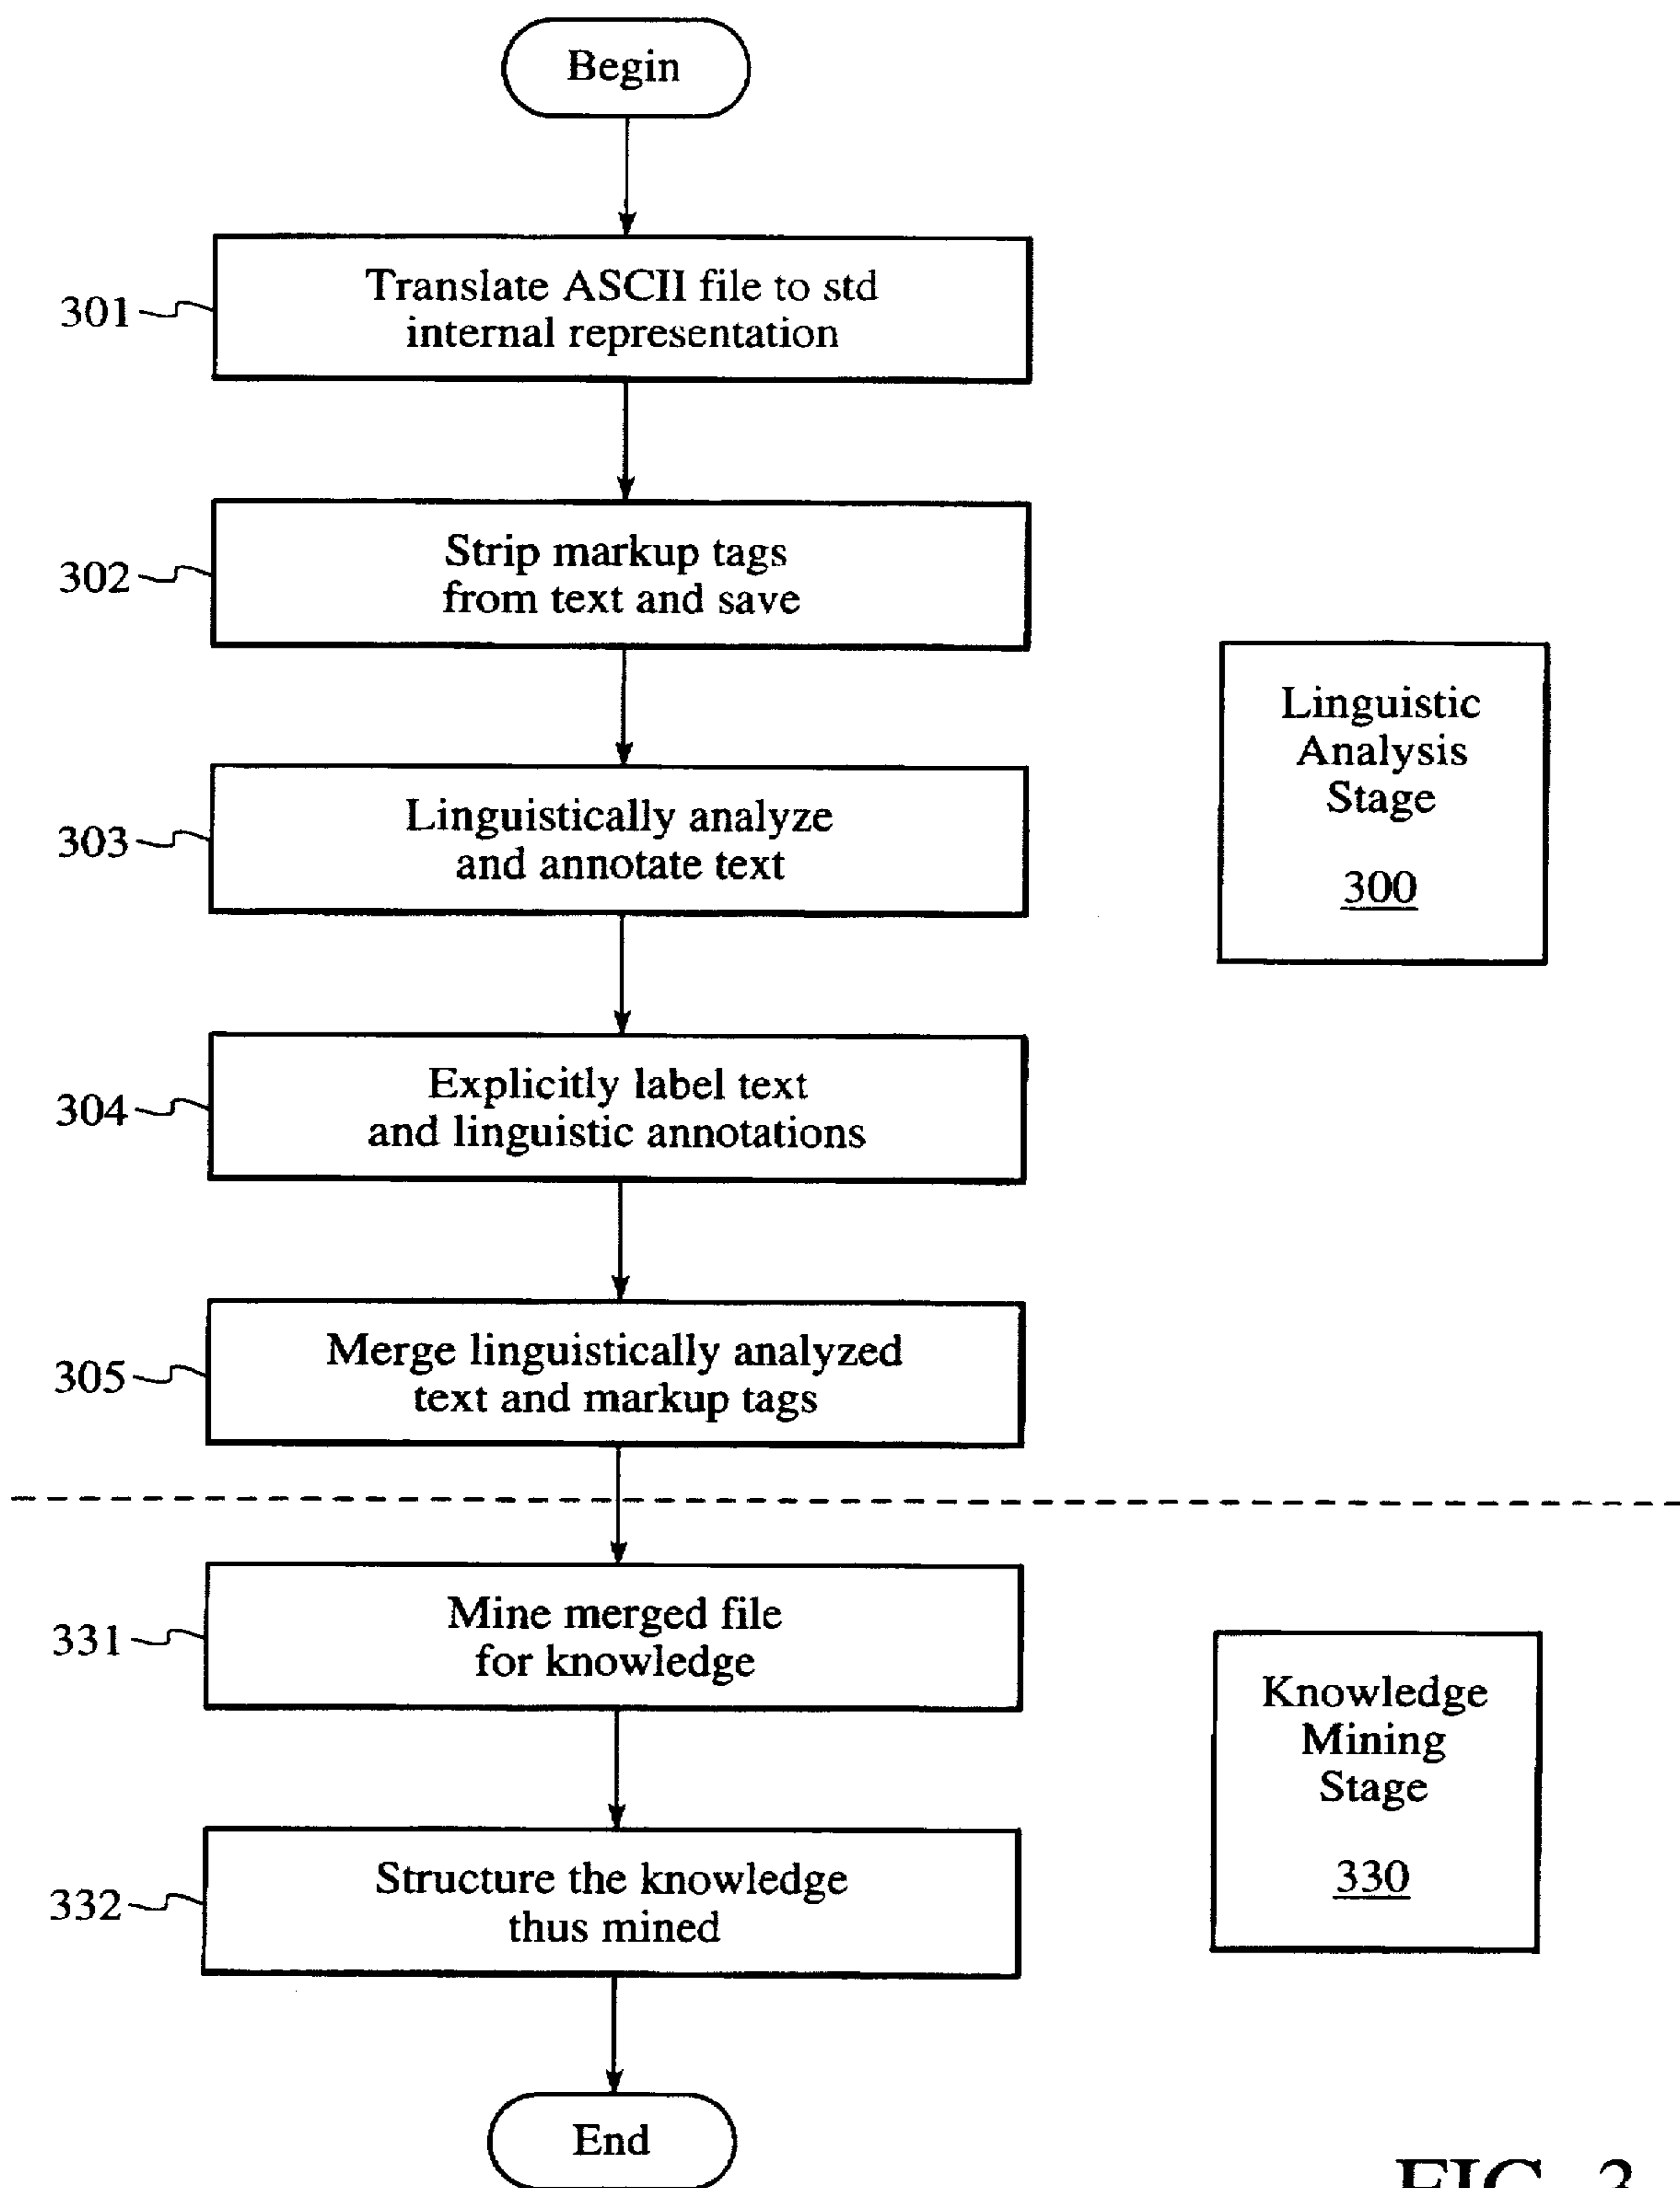 Begin
301
Translate ASCII file to std
internal representation
302
Strip markup tags
from text and save
303
Linguistically analyze
and annotate text
Linguistic
Analysis
Stage
300
304
Explicitly label text
and linguistic annotations
305
Merge linguistically analyzed
text and markup tags
331
Mine merged file
for knowledge
Knowledge
Mining
Stage
330
332
Structure the knowledge
thus mined
End
FIG. 3